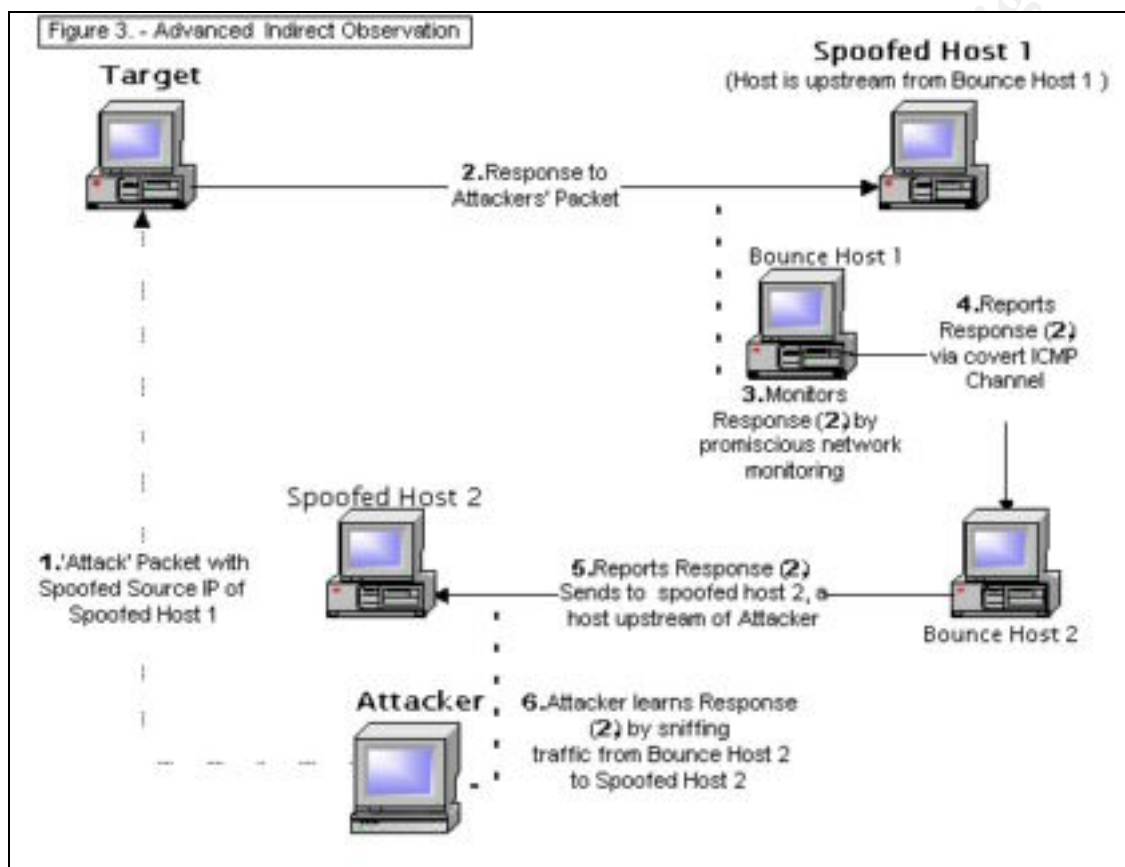 Figure 3. - Advanced Indirect Observation
Target
Spoofed Host 1
(Host is upstream from Bounce Host 1 )
2.Response to
Attackers' Packet
Bounce Host 1
4.Reports
Response (2)
via covert ICMP
Channel
3.Monitors
Response (2) by
promiscious network
monitoring
Spoofed Host 2
1.'Attack' Packet with
Spoofed Source IP of
Spoofed Host 1
5.Reports Response (2)
Sends to spoofed host 2, a
host upstream of Attacker
Bounce Host 2
Attacker
6.Attacker learns Response
(2) by sniffing
traffic from Bounce Host 2
to Spoofed Host 2